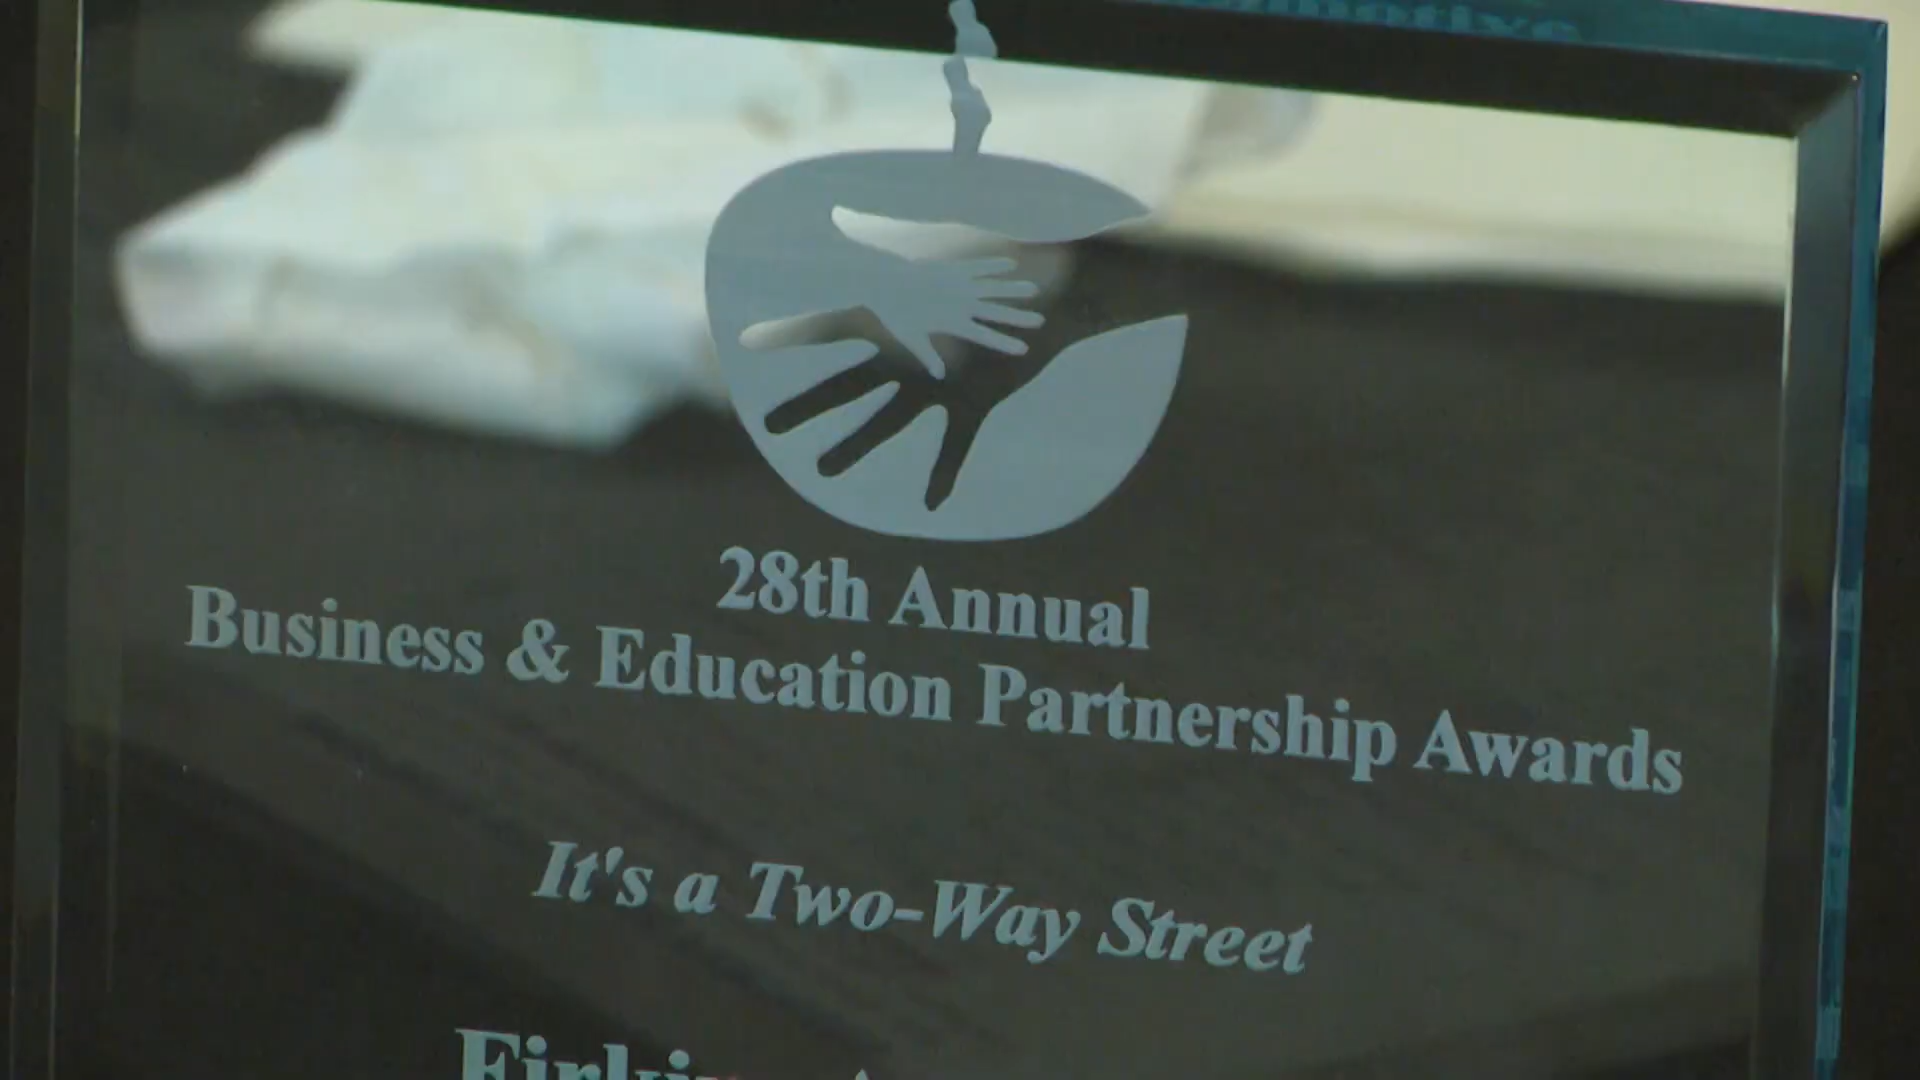 28th Annual
Business & Education Partnership Awards
It's a Two-Way Street